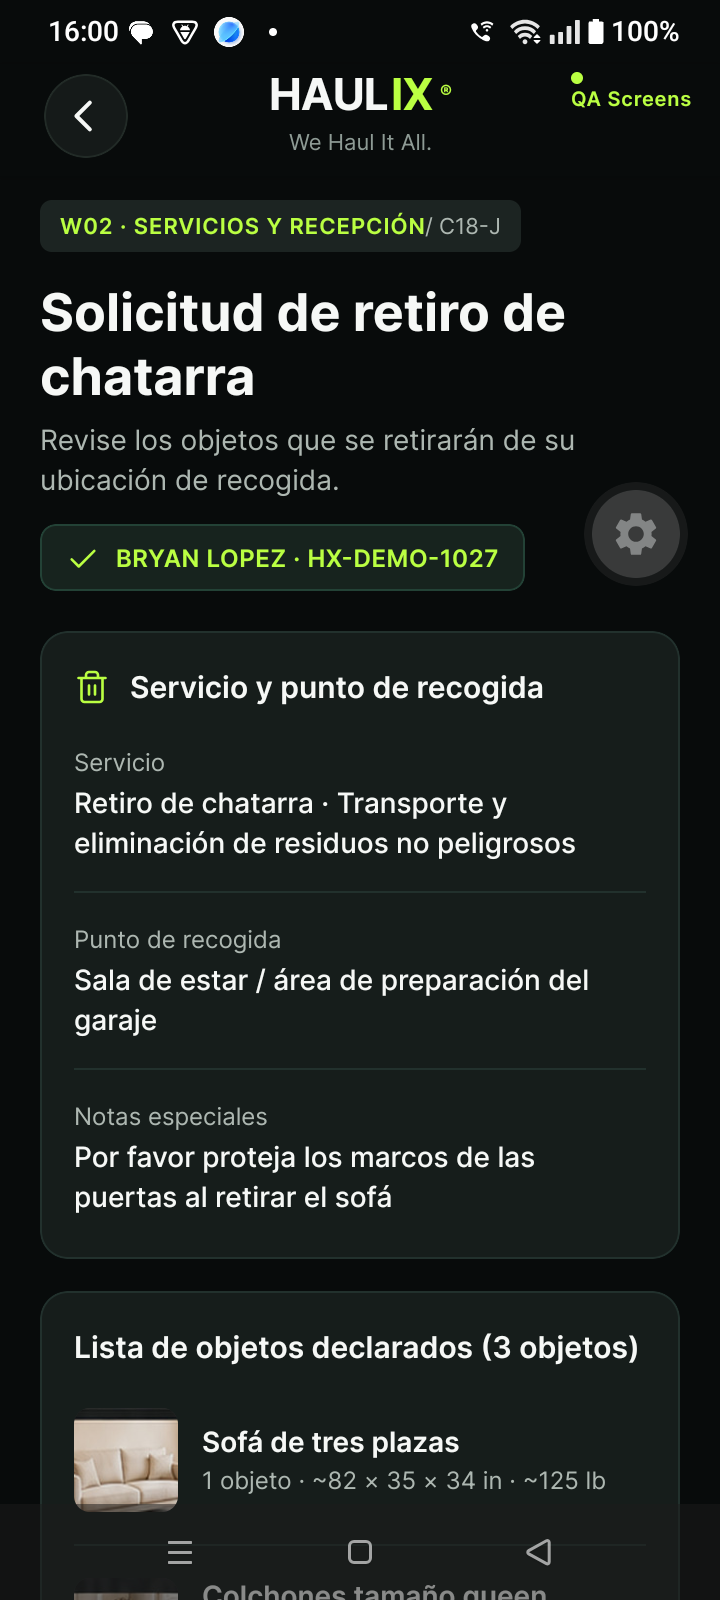 16:00 100%
HAULIX ®
We Haul It All.
QA Screens
W02 · SERVICIOS Y RECEPCIÓN/ C18-J
Solicitud de retiro de
chatarra
Revise los objetos que se retirarán de su
ubicación de recogida.
BRYAN LOPEZ · HX-DEMO-1027
Servicio y punto de recogida
Servicio
Retiro de chatarra · Transporte y
eliminación de residuos no peligrosos
Punto de recogida
Sala de estar / área de preparación del
garaje
Notas especiales
Por favor proteja los marcos de las
puertas al retirar el sofá
Lista de objetos declarados (3 objetos)
Sofá de tres plazas
1 objeto · ~82 × 35 × 34 in · ~125 lb
Colchones tamaño queen